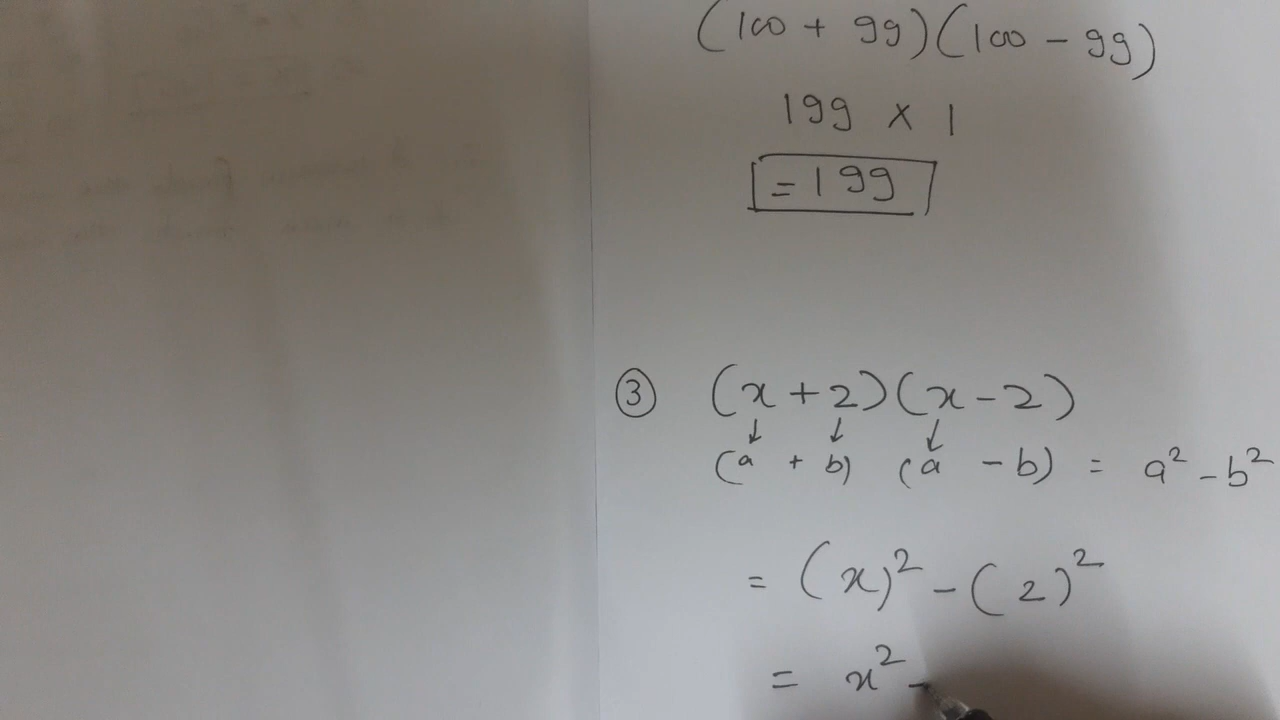 (100 + 99)(100 - 99)
199 × 1
= 199
③ (x + 2)(x - 2)
↓ ↓ ↓
(a + b) (a - b) = a² - b²
= (x)² - (2)²
= x² -